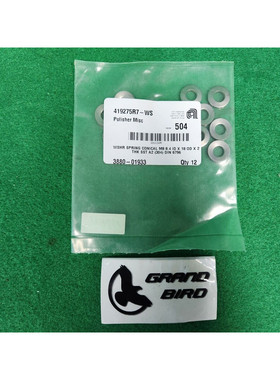 419275R7-WS
Polisher Misc
504
WSHR SPRING CONICAL M8 8.4 ID X 18 OD X 2
THK SST A2 (304) DIN 6796
3880-01933
Qty. 12
GRAND
BIRD